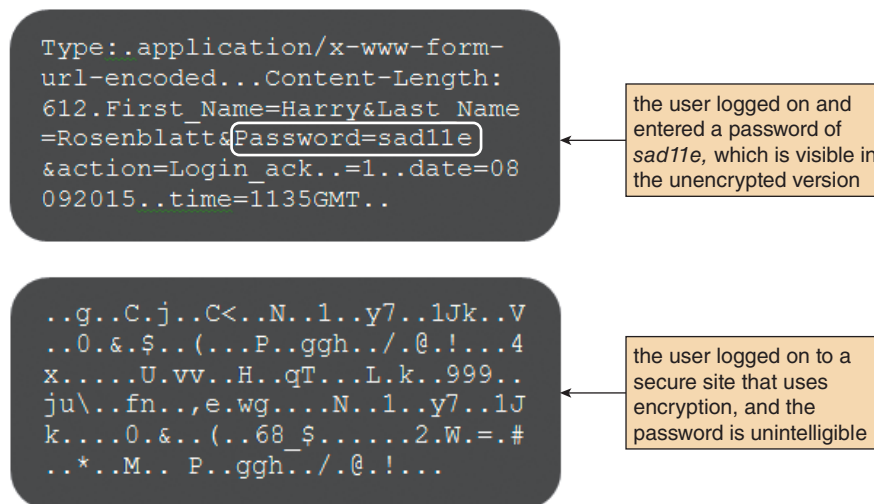 Type:.application/x-www-form-
url-encoded...Content-Length:
612.First_Name=Harry&Last_Name
=Rosenblatt&Password=sad11e
&action=Login_ack..=1..date=08
092015..time=1135GMT..
the user logged on and
entered a password of
sad11e, which is visible in
the unencrypted version
..g..C.j..C<..N..1..y7..1Jk..V
..0.&.$..(...P..ggh../.@.!...4
x.....U.vv..H..qT...L.k..999..
ju\..fn..,e.wg....N..1..y7..1J
k....0.&..(..68_$......2.W.=.#
..*..M.. P..ggh../.@.!...
the user logged on to a
secure site that uses
encryption, and the
password is unintelligible